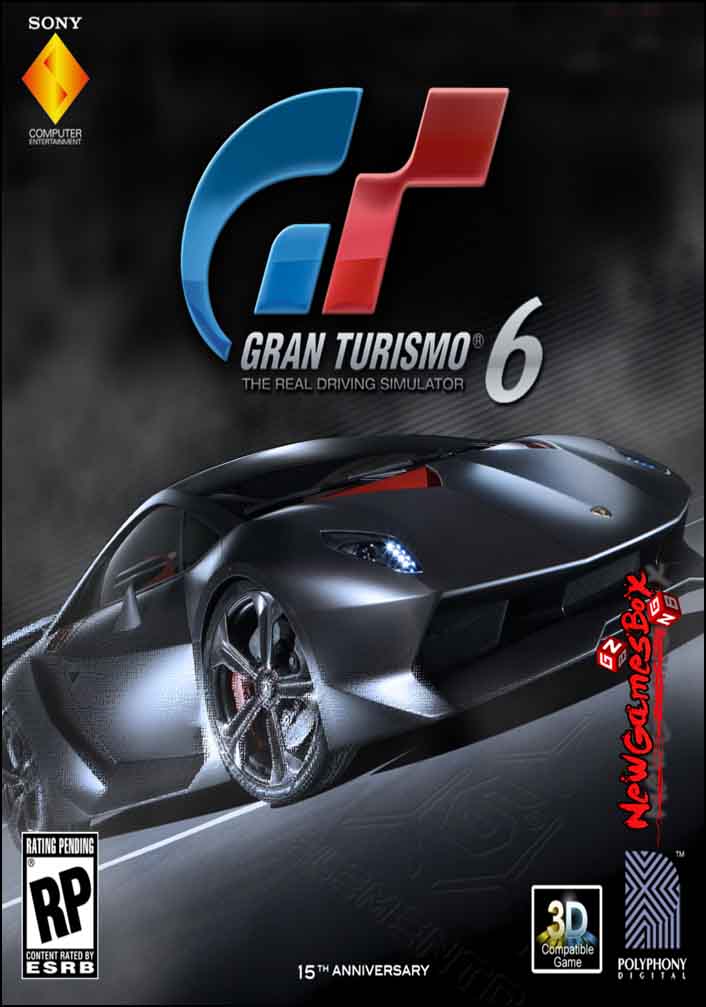 SONY
COMPUTER
ENTERTAINMENT
GRAN TURISMO® 6
THE REAL DRIVING SIMULATOR
NewGamesBox
RATING PENDING
®
RP
CONTENT RATED BY
ESRB
15TH ANNIVERSARY
3D
Compatible
Game
TM
POLYPHONY
DIGITAL